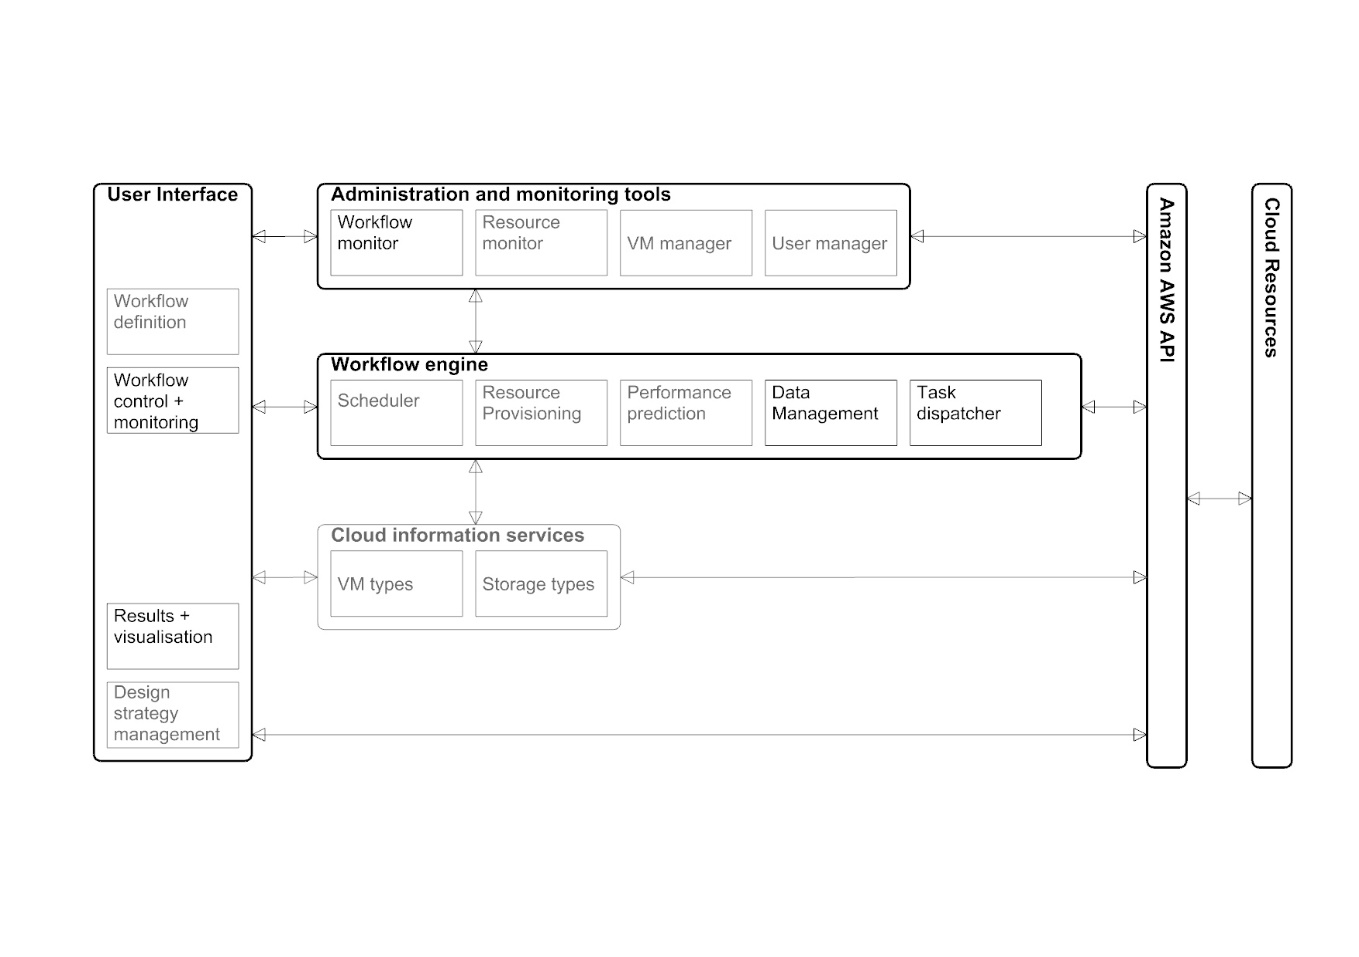 User Interface
Workflow
definition
Workflow
control +
monitoring
Results +
visualisation
Design
strategy
management
Administration and monitoring tools
Workflow
monitor
Resource
monitor
VM manager
User manager
Workflow engine
Scheduler
Resource
Provisioning
Performance
prediction
Data
Management
Task
dispatcher
Cloud information services
VM types
Storage types
Amazon AWS API
Cloud Resources